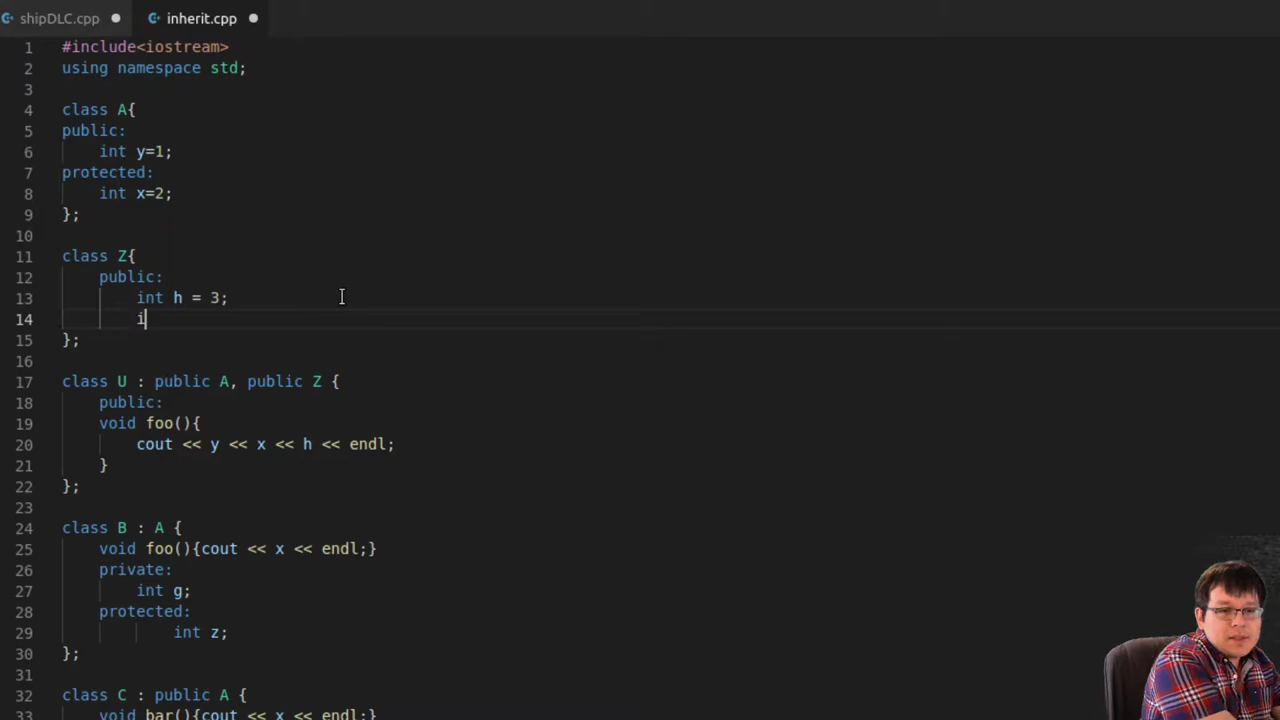 shipDLC.cpp inherit.cpp
1 #include<iostream>
2 using namespace std;
3
4 class A{
5 public:
6 int y=1;
7 protected:
8 int x=2;
9 };
10
11 class Z{
12 public:
13 int h = 3;
14 i
15 };
16
17 class U : public A, public Z {
18 public:
19 void foo(){
20 cout << y << x << h << endl;
21 }
22 };
23
24 class B : A {
25 void foo(){cout << x << endl;}
26 private:
27 int g;
28 protected:
29 int z;
30 };
31
32 class C : public A {
33 void bar(){cout << x << endl;}